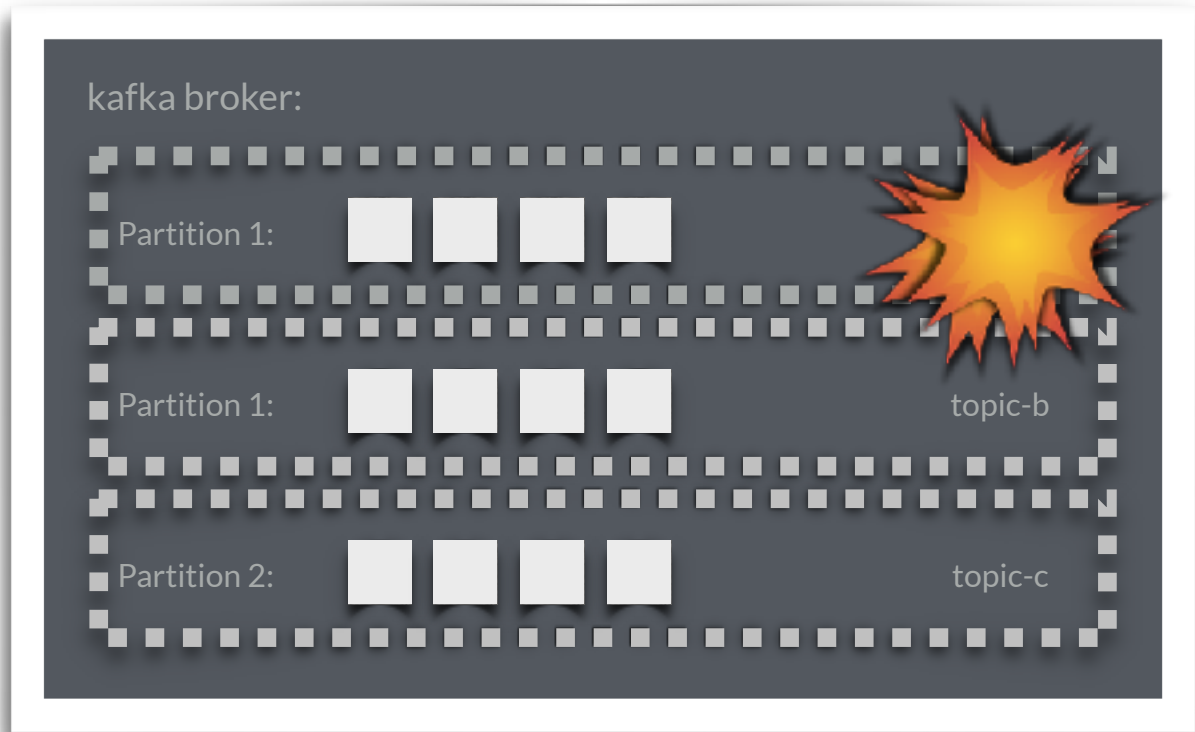 kafka broker:
Partition 1:
Partition 1:
topic-b
Partition 2:
topic-c